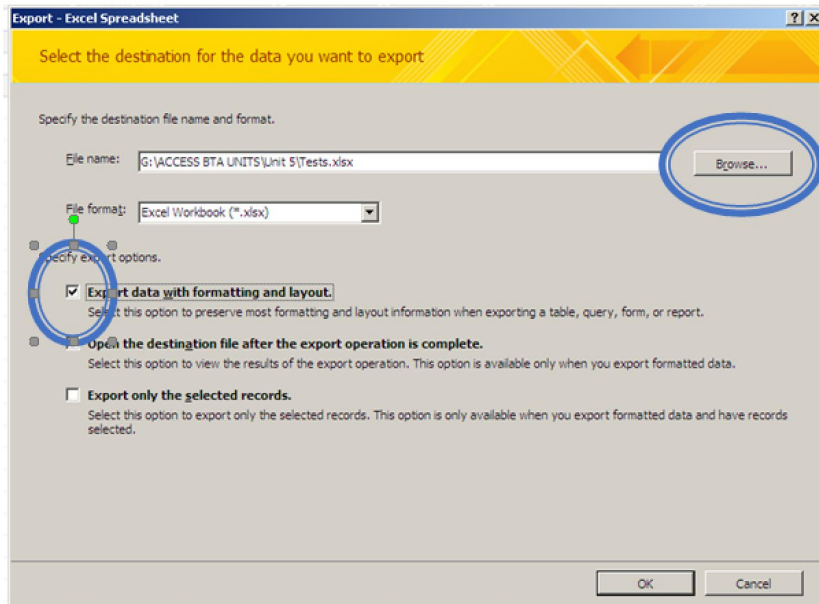 Export - Excel Spreadsheet
Select the destination for the data you want to export
Specify the destination file name and format.
File name: G:\ACCESS BTA UNITS\Unit 5\Tests.xlsx Browse...
File format: Excel Workbook (*.xlsx)
Specify export options.
Export data with formatting and layout.
Select this option to preserve most formatting and layout information when exporting a table, query, form, or report.
Open the destination file after the export operation is complete.
Select this option to view the results of the export operation. This option is available only when you export formatted data.
Export only the selected records.
Select this option to export only the selected records. This option is only available when you export formatted data and have records
selected.
OK Cancel